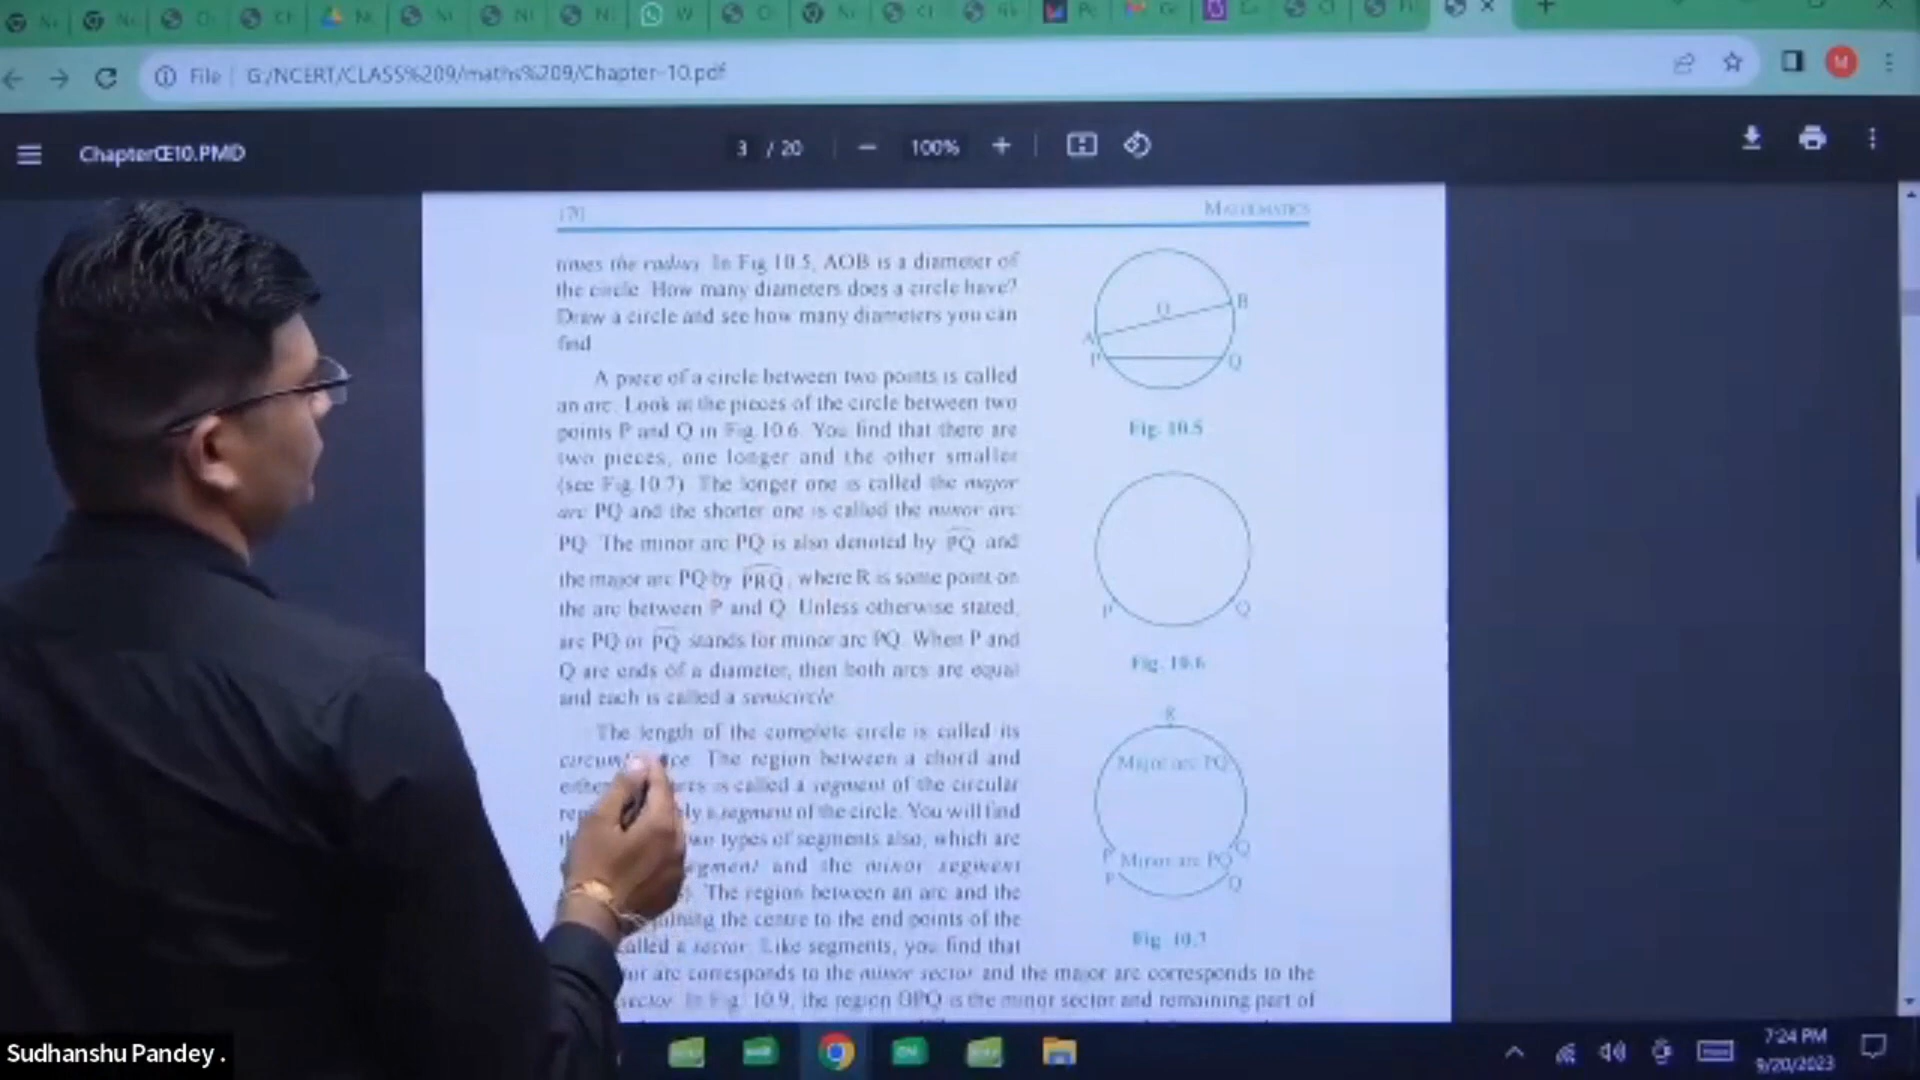 File G:/NCERT/CLASS%209/maths%209/Chapter-10.pdf
M
ChapterŒ10.PMD
3 / 20
100%
170
MATHEMATICS
times the radius. In Fig.10.5, AOB is a diameter of
the circle. How many diameters does a circle have?
Draw a circle and see how many diameters you can
find.
A piece of a circle between two points is called
an arc. Look at the pieces of the circle between two
points P and Q in Fig.10.6. You find that there are
two pieces, one longer and the other smaller
(see Fig.10.7). The longer one is called the major
arc PQ and the shorter one is called the minor arc
PQ. The minor arc PQ is also denoted by PQ and
the major arc PQ by PRQ, where R is some point on
the arc between P and Q. Unless otherwise stated,
arc PQ or PQ stands for minor arc PQ. When P and
Q are ends of a diameter, then both arcs are equal
and each is called a semicircle.
The length of the complete circle is called its
The region between a chord and
is called a segment of the circular
segment of the circle. You will find
types of segments also, which are
and the minor segment
The region between an arc and the
the centre to the end points of the
called a sector. Like segments, you find that
arc corresponds to the minor sector and the major arc corresponds to the
sector. In Fig. 10.9, the region OPQ is the minor sector and remaining part of
O
B
A
P
Q
Fig. 10.5
P
Q
Fig. 10.6
R
Major arc PQ
P
Q
Minor arc PQ
P
Q
Fig. 10.7
Sudhanshu Pandey .
7:24 PM
9/20/2023